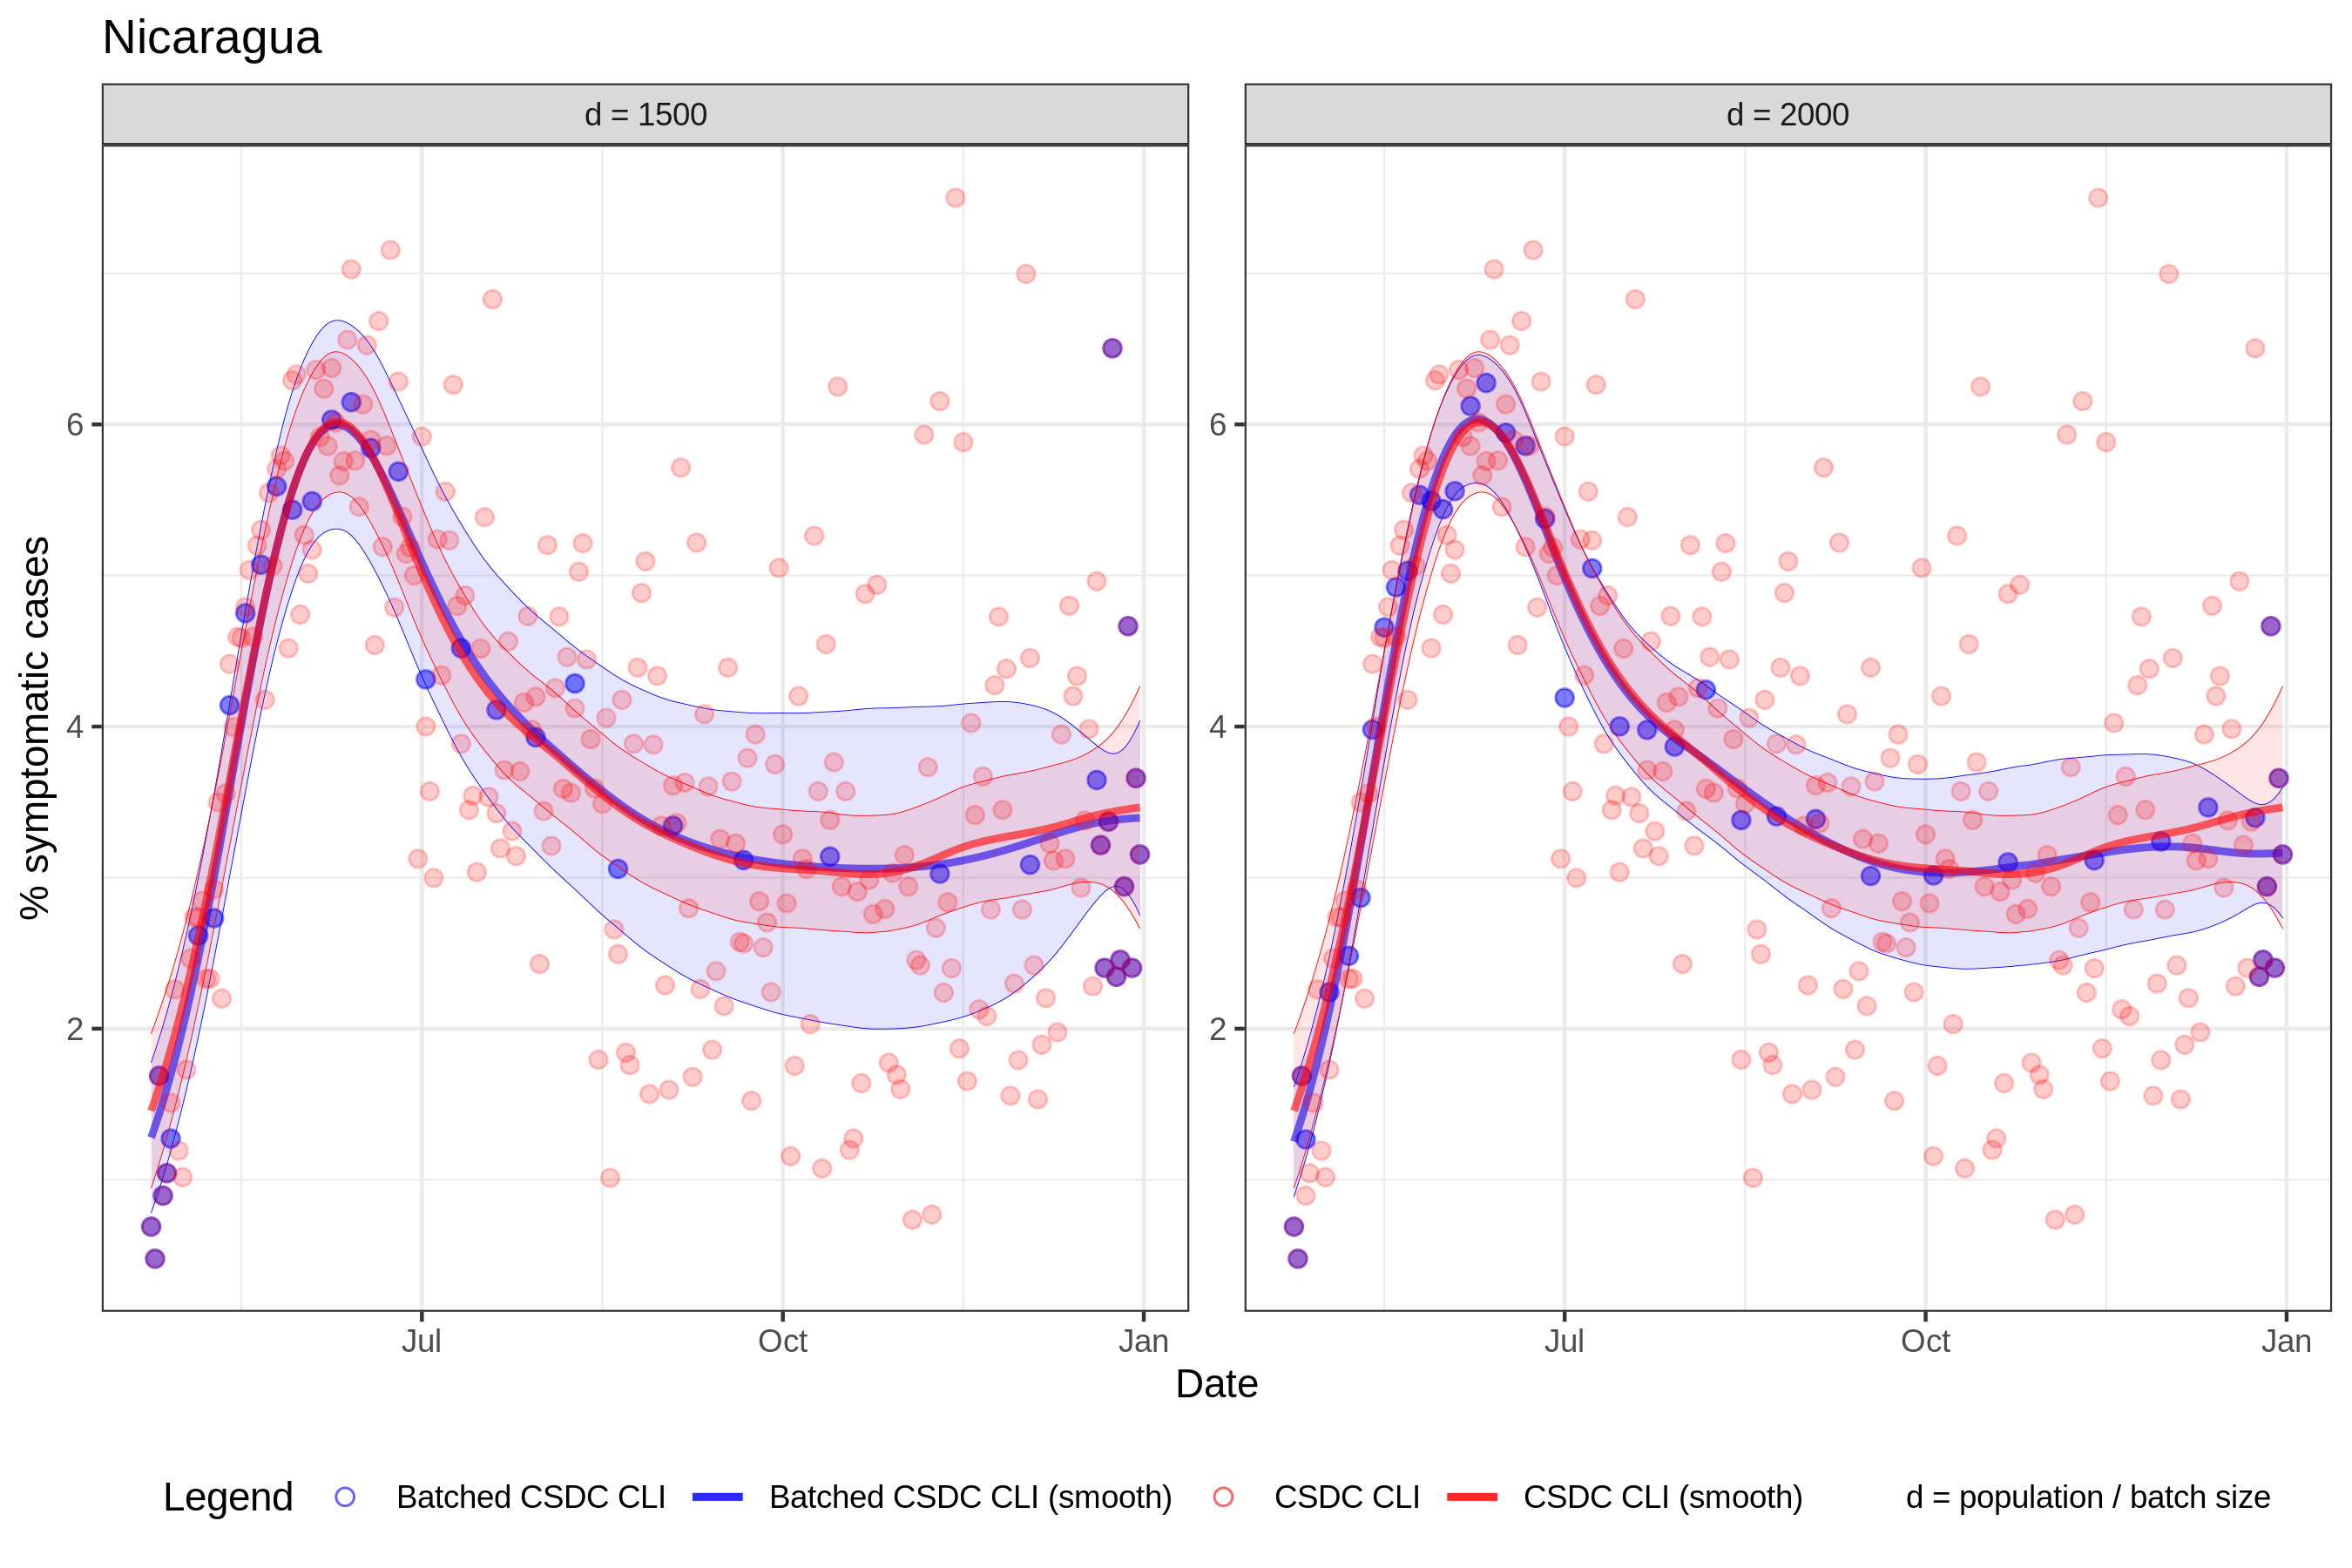 Nicaragua
d = 1500
d = 2000
% symptomatic cases
6
4
2
6
4
2
Jul
Oct
Jan
Jul
Oct
Jan
Date
Legend
Batched CSDC CLI
Batched CSDC CLI (smooth)
CSDC CLI
CSDC CLI (smooth)
d = population / batch size